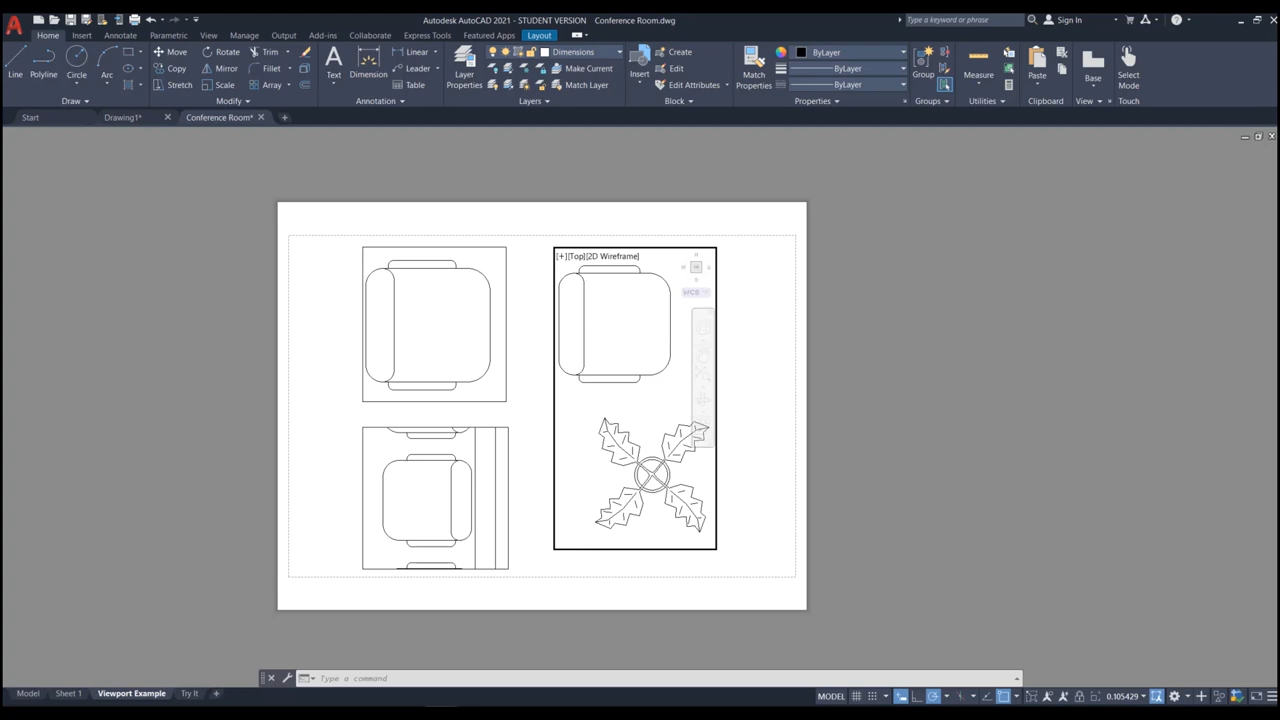 Autodesk AutoCAD 2021 - STUDENT VERSION Conference Room.dwg
Type a keyword or phrase
Sign In
Home Insert Annotate Parametric View Manage Output Add-ins Collaborate Express Tools Featured Apps Layout
Line Polyline Circle Arc
Move Rotate Trim
Copy Mirror Fillet
Stretch Scale Array
Text Dimension
Linear
Leader
Table
Layer Properties
Dimensions
Make Current
Match Layer
Insert
Create
Edit
Edit Attributes
Match Properties
ByLayer
ByLayer
ByLayer
Group
Measure
Paste
Base
Select Mode
Draw Modify Annotation Layers Block Properties Groups Utilities Clipboard View Touch
Start Drawing1* Conference Room*
[+][Top][2D Wireframe]
WCS
Type a command
Model Sheet 1 Viewport Example Try It
MODEL
0.105429